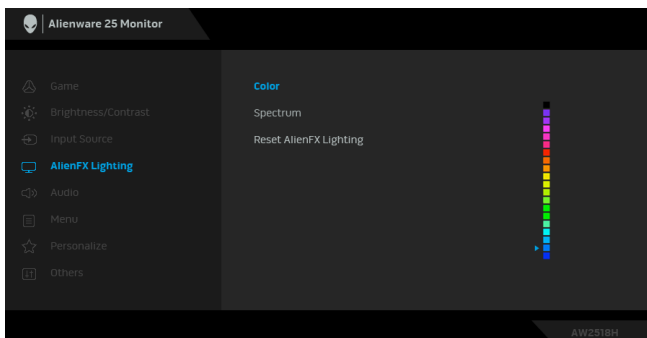 Alienware 25 Monitor
Game
Brightness/Contrast
Input Source
AlienFX Lighting
Audio
Menu
Personalize
Others
Color
Spectrum
Reset AlienFX Lighting
AW2518H